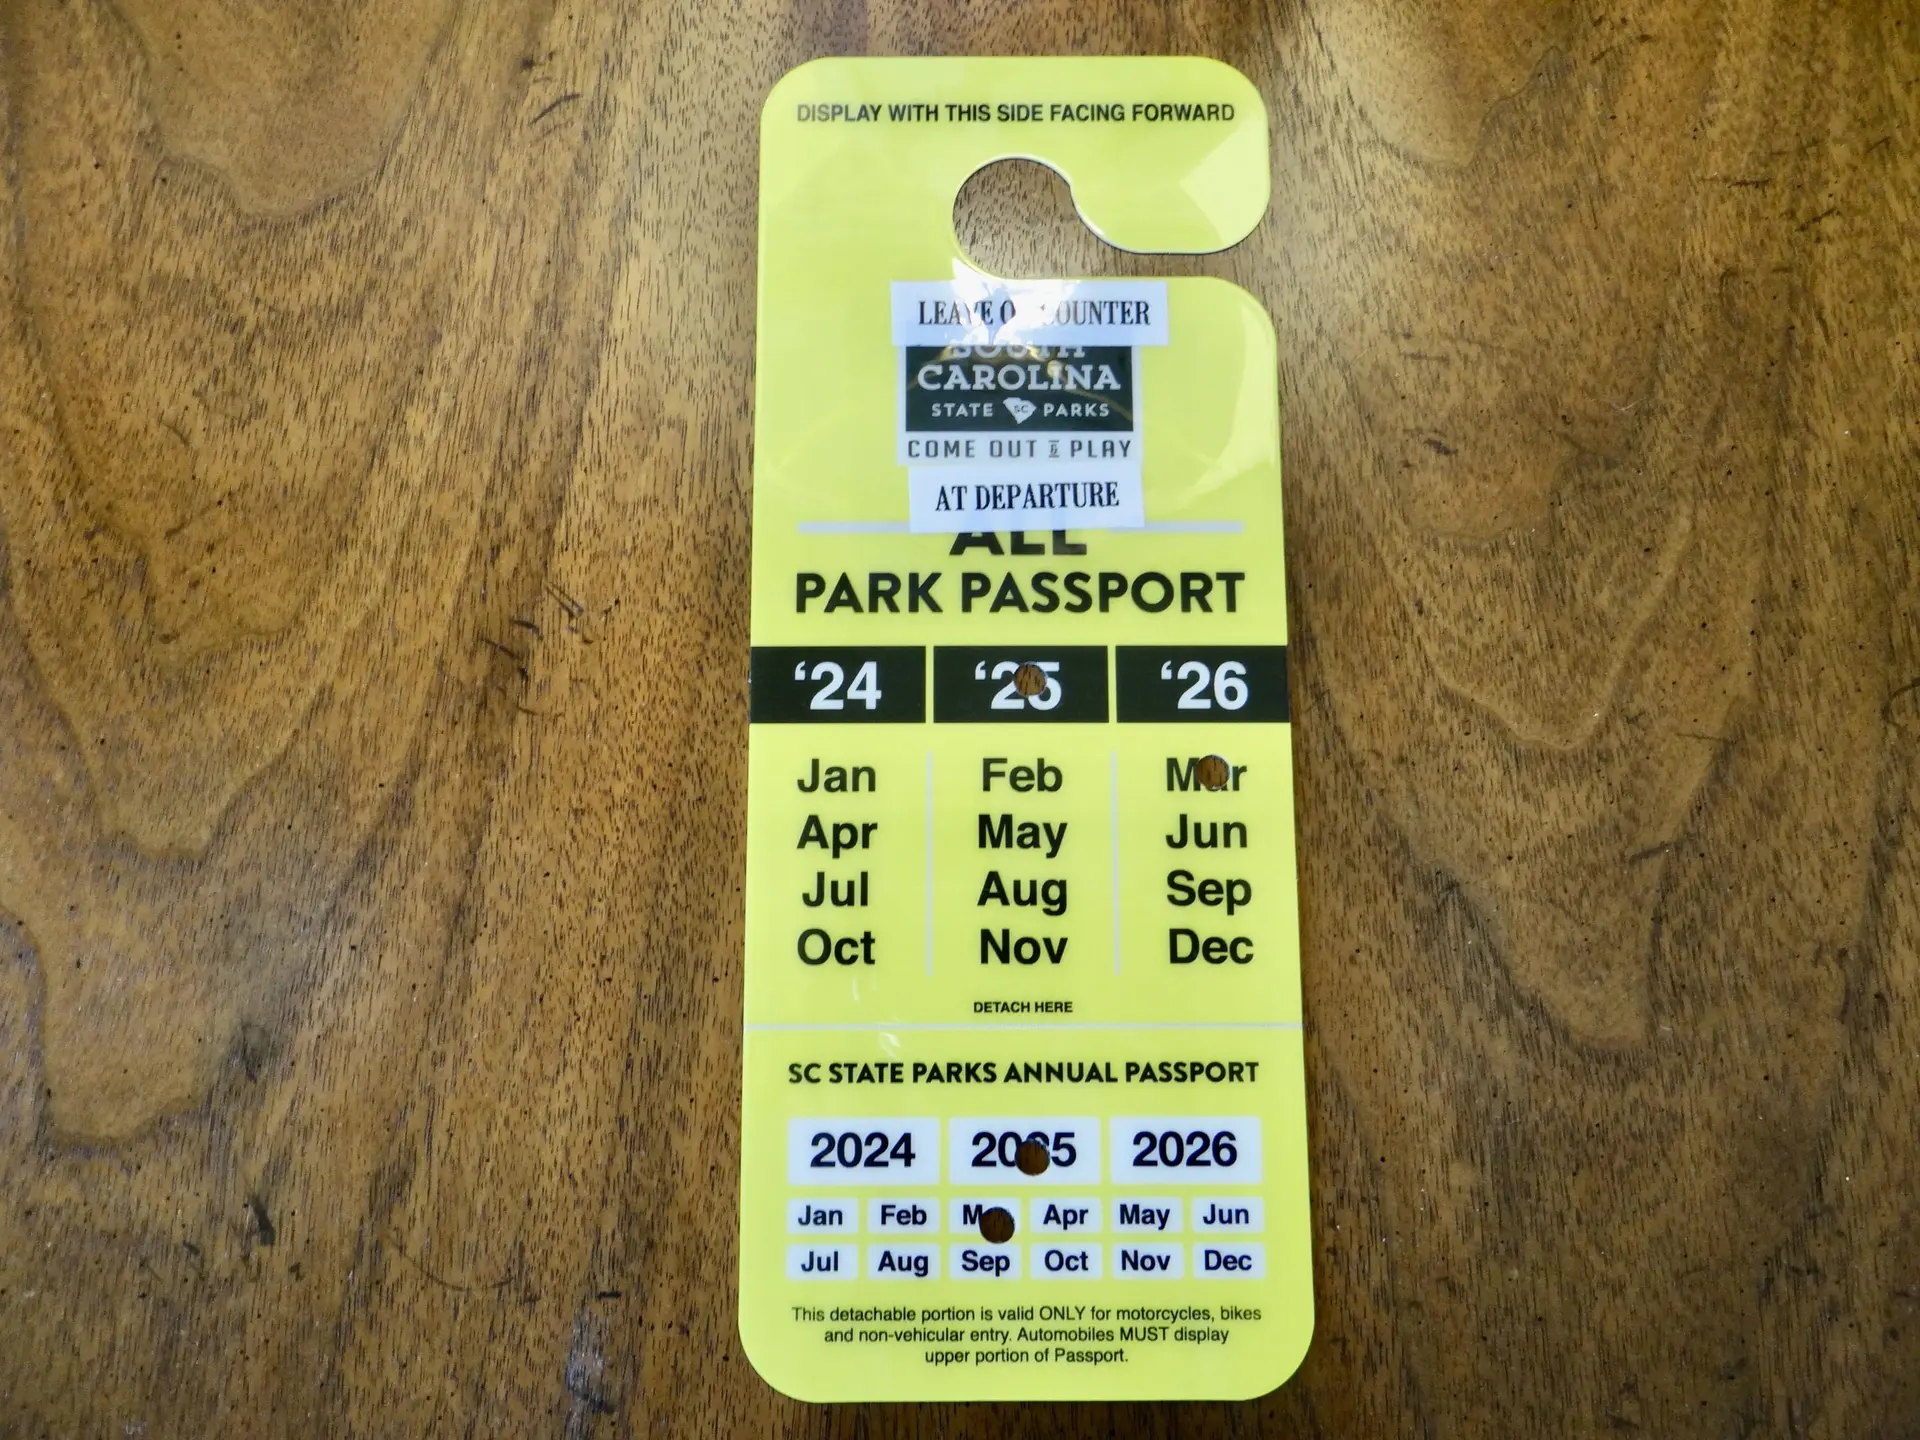 DISPLAY WITH THIS SIDE FACING FORWARD
LEAVE COUNTER
SOUTH
CAROLINA
STATE SC PARKS
COME OUT TO PLAY
AT DEPARTURE
ALL
PARK PASSPORT
‘24 ‘25 ‘26
Jan Feb Mar
Apr May Jun
Jul Aug Sep
Oct Nov Dec
DETACH HERE
SC STATE PARKS ANNUAL PASSPORT
2024 2025 2026
Jan Feb Mar Apr May Jun
Jul Aug Sep Oct Nov Dec
This detachable portion is valid ONLY for motorcycles, bikes
and non-vehicular entry. Automobiles MUST display
upper portion of Passport.